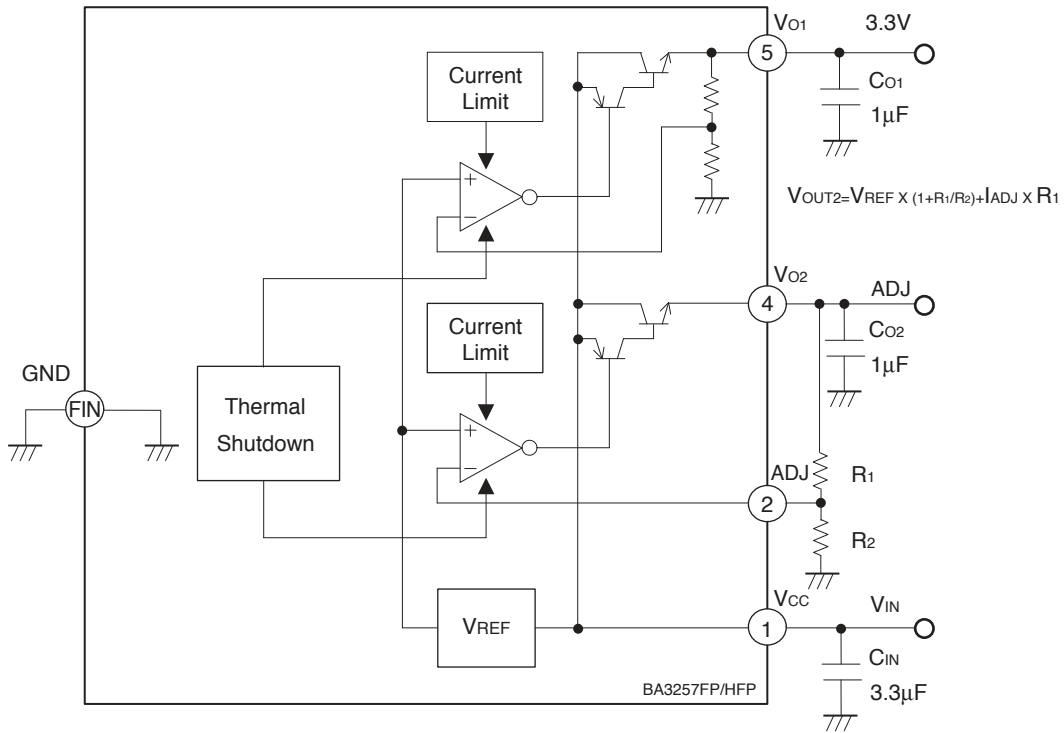 VO1
3.3V
5
Current
Limit
CO1
1μF
+
−
VOUT2=VREF X (1+R1/R2)+IADJ X R1
VO2
ADJ
4
Current
Limit
CO2
1μF
GND
FIN
Thermal
Shutdown
+
−
ADJ
R1
2
R2
VCC
VIN
VREF
1
CIN
3.3μF
BA3257FP/HFP